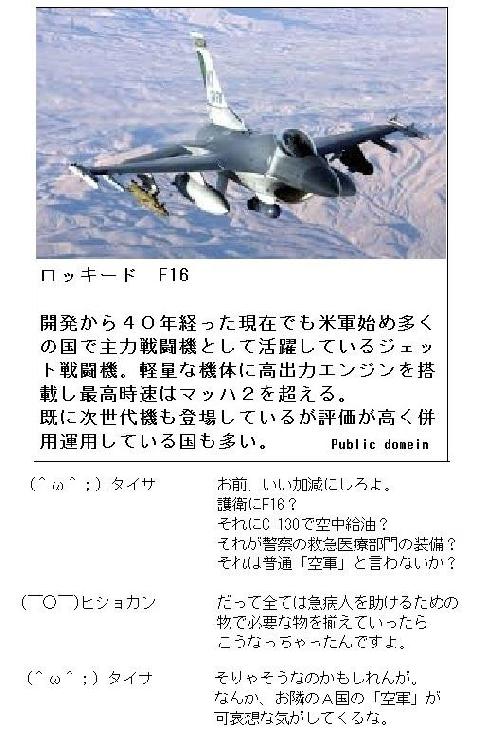 ロッキード　F16
開発から４０年経った現在でも米軍始め多く
の国で主力戦闘機として活躍しているジェッ
ト戦闘機。軽量な機体に高出力エンジンを搭
載し最高時速はマッハ２を超える。
既に次世代機も登場しているが評価が高く併
用運用している国も多い。　　Public domein
（＾ω＾；）タイサ　　お前、いい加減にしろよ。
護衛にF16？
それにC 130で空中給油？
それが警察の救急医療部門の装備？
それは普通「空軍」と言わないか？
(￣○￣)ヒショカン　　だって全ては急病人を助けるための
物で必要な物を揃えていったら
こうなっちゃったんですよ。
（＾ω＾；）タイサ　　そりゃそうなのかもしれんが。
なんか、お隣のA国の「空軍」が
可哀想な気がしてくるな。